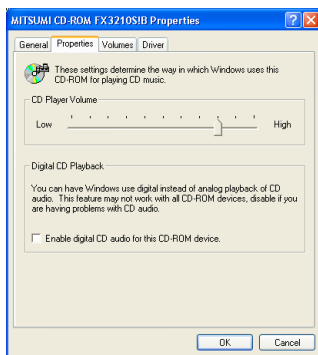 MITSUMI CD-ROM FX3210S!B Properties
General Properties Volumes Driver
These settings determine the way in which Windows uses this
CD-ROM for playing CD music.
CD Player Volume
Low High
Digital CD Playback
You can have Windows use digital instead of analog playback of CD
audio. This feature may not work with all CD-ROM devices, disable if you
are having problems with CD audio.
Enable digital CD audio for this CD-ROM device.
OK Cancel